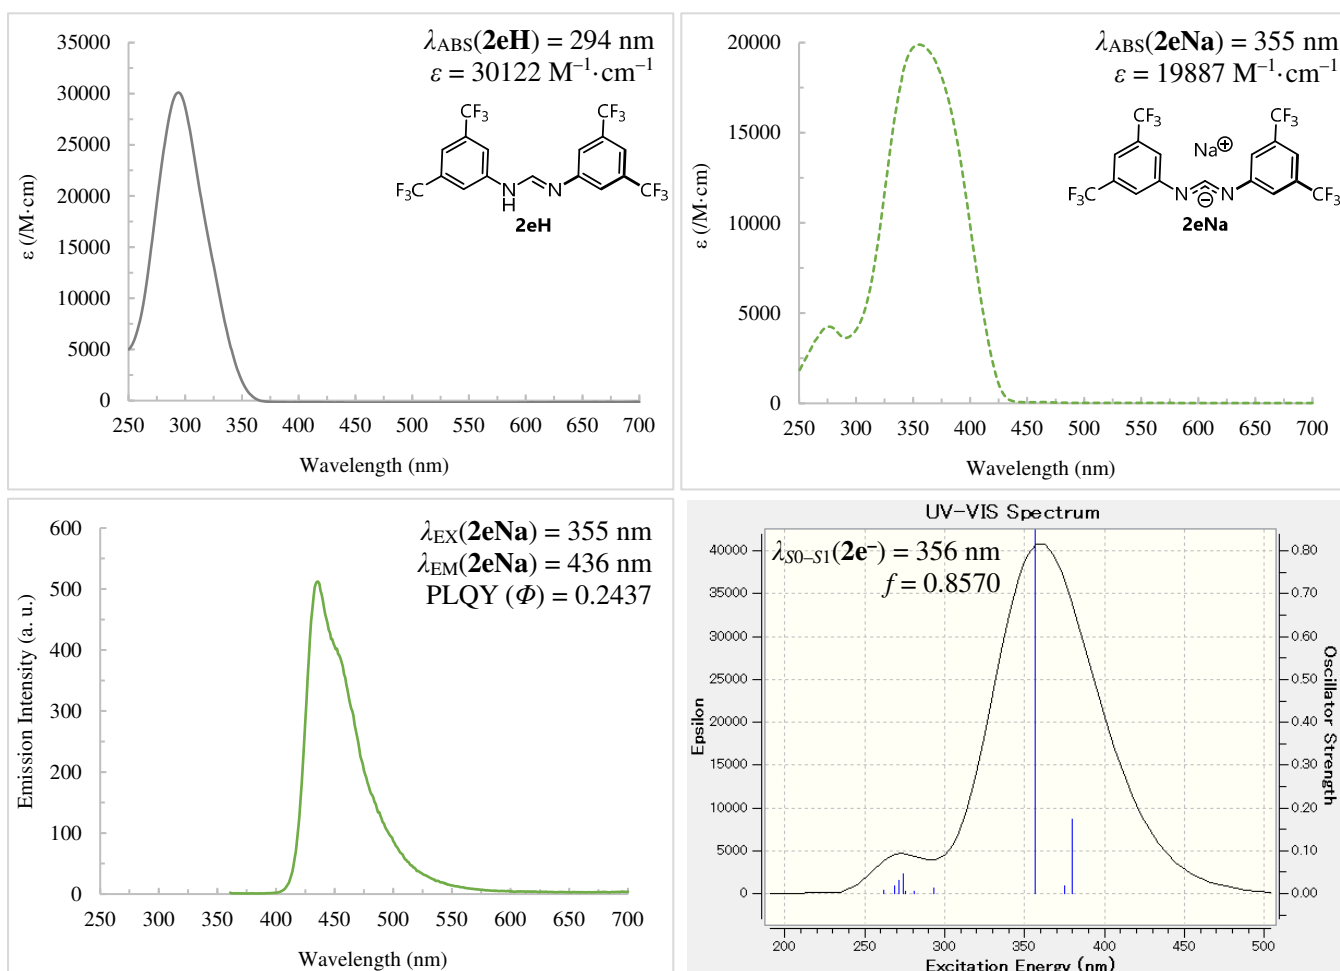 λABS(2eH) = 294 nm
ε = 30122 M⁻¹·cm⁻¹
ε (/M·cm)
35000
30000
25000
20000
15000
10000
5000
0
250 300 350 400 450 500 550 600 650 700
Wavelength (nm)
CF₃
CF₃
F₃C
N
H
N
CF₃
2eH
λABS(2eNa) = 355 nm
ε = 19887 M⁻¹·cm⁻¹
ε (/M·cm)
20000
15000
10000
5000
0
250 300 350 400 450 500 550 600 650 700
Wavelength (nm)
CF₃
CF₃
Na⊕
F₃C
N
⊖
N
CF₃
2eNa
λEX(2eNa) = 355 nm
λEM(2eNa) = 436 nm
PLQY (Φ) = 0.2437
Emission Intensity (a. u.)
600
500
400
300
200
100
0
250 300 350 400 450 500 550 600 650 700
Wavelength (nm)
UV-VIS Spectrum
λS0–S1(2e⁻) = 356 nm
f = 0.8570
Epsilon
40000
35000
30000
25000
20000
15000
10000
5000
0
0.80
0.70
0.60
0.50
0.40
0.30
0.20
0.10
0.00
Oscillator Strength
200 250 300 350 400 450 500
Excitation Energy (nm)